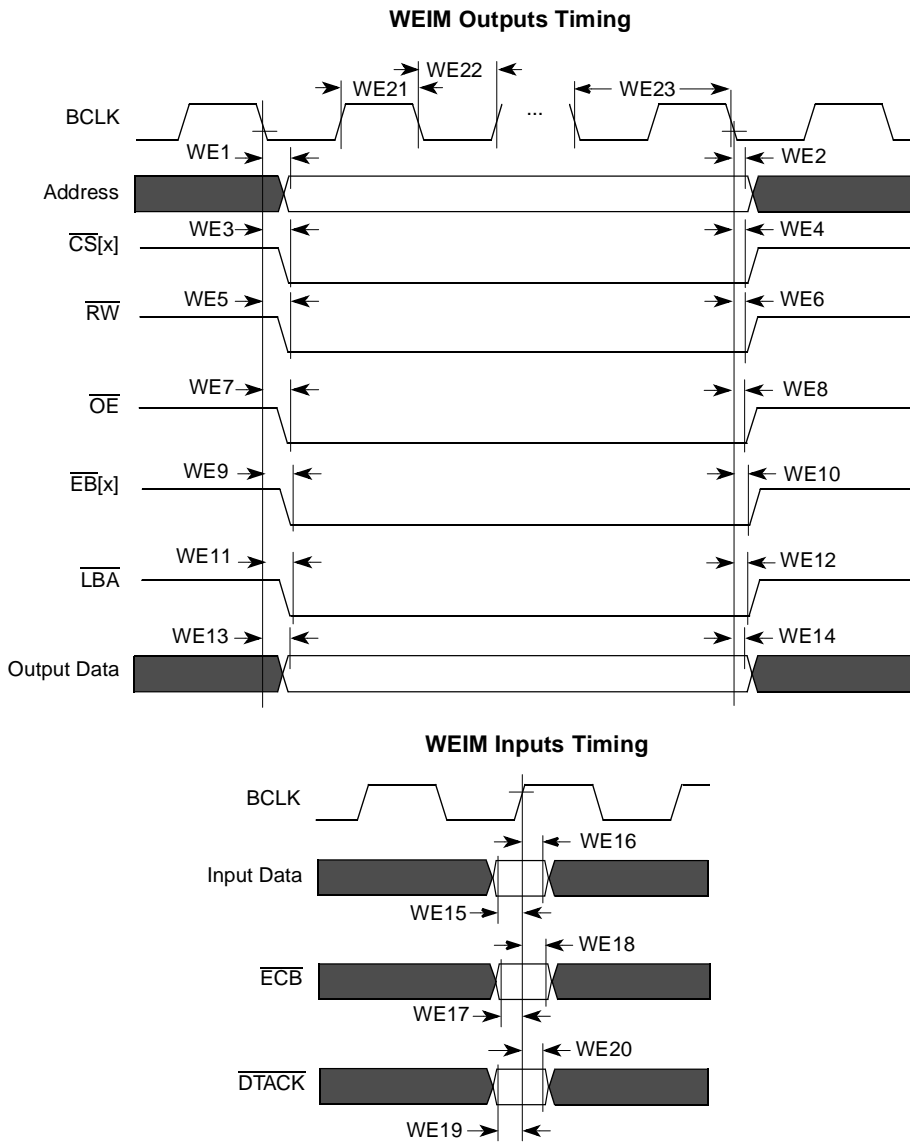 WEIM Outputs Timing
WE22
WE21
WE23
BCLK
...
WE1
WE2
Address
WE3
WE4
CS[x]
WE5
WE6
RW
WE7
WE8
OE
WE9
WE10
EB[x]
WE11
WE12
LBA
WE13
WE14
Output Data
WEIM Inputs Timing
BCLK
WE16
Input Data
WE15
WE18
ECB
WE17
WE20
DTACK
WE19